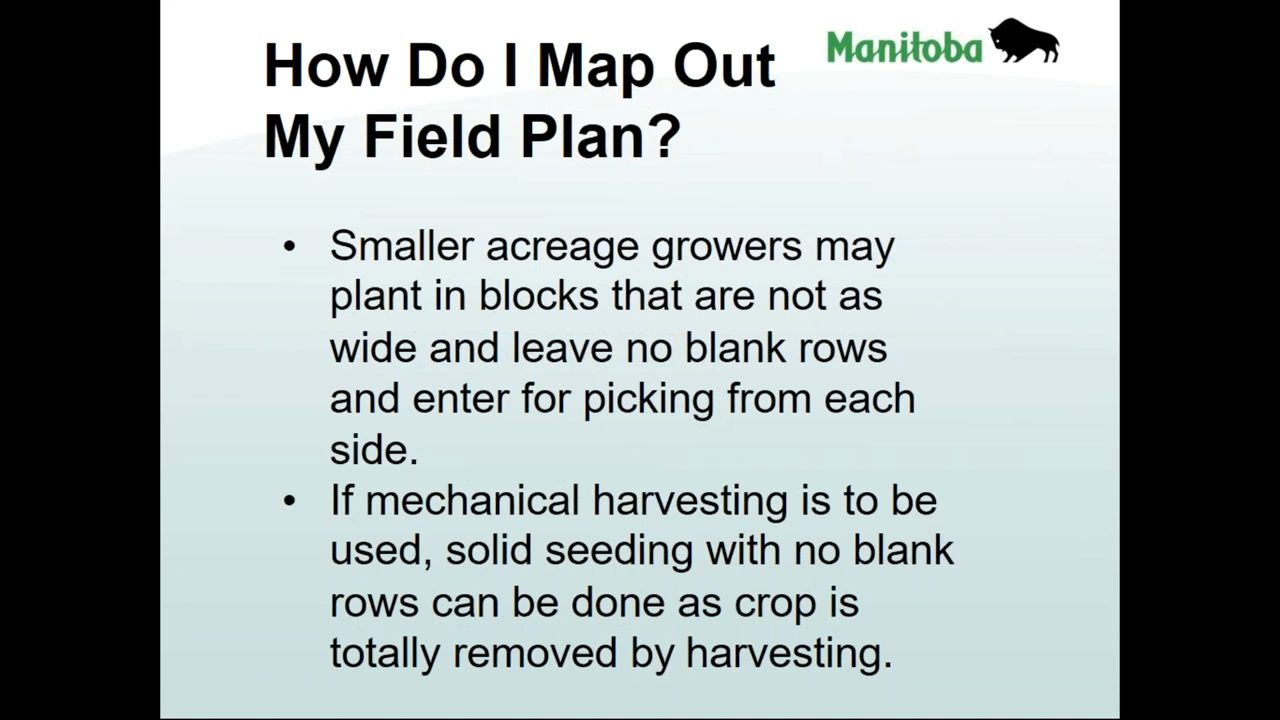 How Do I Map Out
My Field Plan?
Manitoba
• Smaller acreage growers may
plant in blocks that are not as
wide and leave no blank rows
and enter for picking from each
side.
• If mechanical harvesting is to be
used, solid seeding with no blank
rows can be done as crop is
totally removed by harvesting.